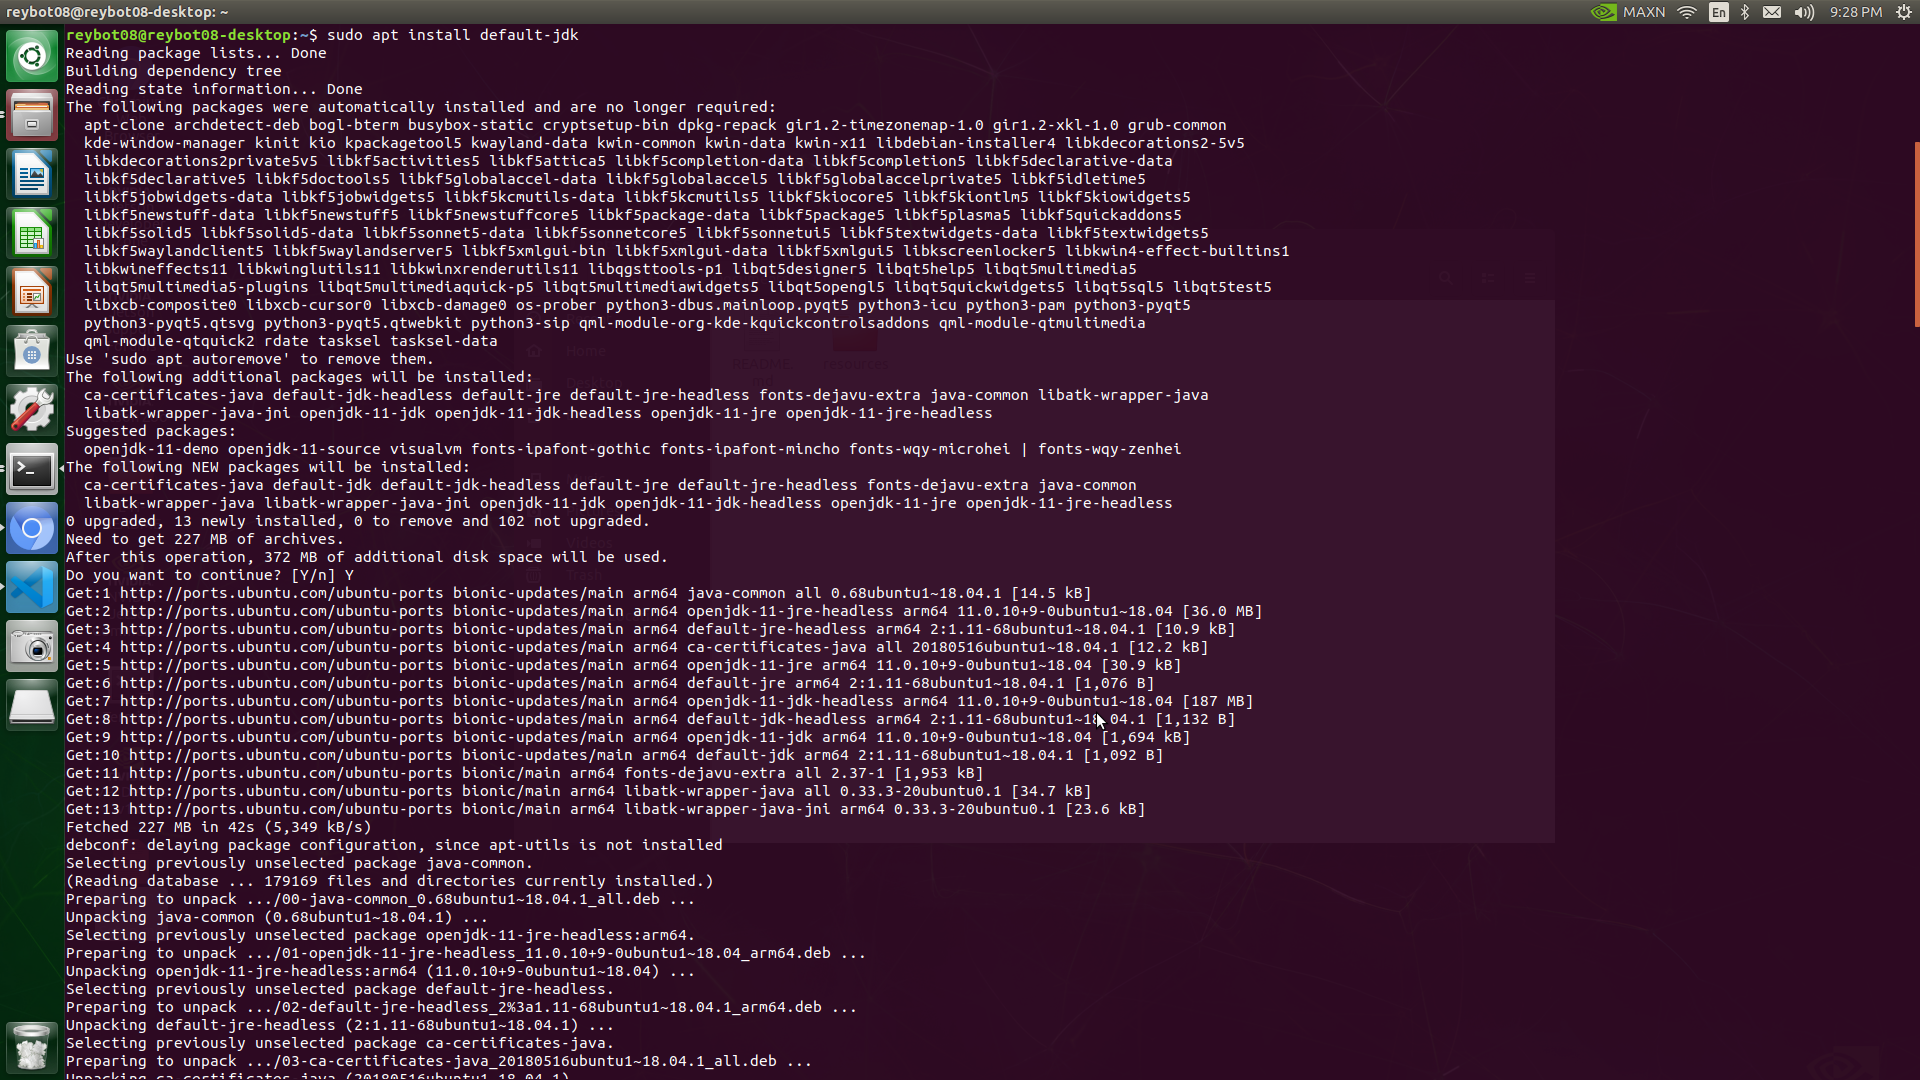 reybot08@reybot08-desktop: ~
MAXN En 9:28 PM
reybot08@reybot08-desktop:~$ sudo apt install default-jdk
Reading package lists... Done
Building dependency tree
Reading state information... Done
The following packages were automatically installed and are no longer required:
apt-clone archdetect-deb bogl-bterm busybox-static cryptsetup-bin dpkg-repack gir1.2-timezonemap-1.0 gir1.2-xkl-1.0 grub-common
kde-window-manager kinit kio kpackagetool5 kwayland-data kwin-common kwin-data kwin-x11 libdebian-installer4 libkdecorations2-5v5
libkdecorations2private5v5 libkf5activities5 libkf5attica5 libkf5completion-data libkf5completion5 libkf5declarative-data
libkf5declarative5 libkf5doctools5 libkf5globalaccel-data libkf5globalaccel5 libkf5globalaccelprivate5 libkf5idletime5
libkf5jobwidgets-data libkf5jobwidgets5 libkf5kcmutils-data libkf5kcmutils5 libkf5kiocore5 libkf5kiontlm5 libkf5kiowidgets5
libkf5newstuff-data libkf5newstuff5 libkf5newstuffcore5 libkf5package-data libkf5package5 libkf5plasma5 libkf5quickaddons5
libkf5solid5 libkf5solid5-data libkf5sonnet5-data libkf5sonnetcore5 libkf5sonnetui5 libkf5textwidgets-data libkf5textwidgets5
libkf5waylandclient5 libkf5waylandserver5 libkf5xmlgui-bin libkf5xmlgui-data libkf5xmlgui5 libkscreenlocker5 libkwin4-effect-builtins1
libkwineffects11 libkwinglutils11 libkwinxrenderutils11 libqgsttools-p1 libqt5designer5 libqt5help5 libqt5multimedia5
libqt5multimedia5-plugins libqt5multimediaquick-p5 libqt5multimediawidgets5 libqt5opengl5 libqt5quickwidgets5 libqt5sql5 libqt5test5
libxcb-composite0 libxcb-cursor0 libxcb-damage0 os-prober python3-dbus.mainloop.pyqt5 python3-icu python3-pam python3-pyqt5
python3-pyqt5.qtsvg python3-pyqt5.qtwebkit python3-sip qml-module-org-kde-kquickcontrolsaddons qml-module-qtmultimedia
qml-module-qtquick2 rdate tasksel tasksel-data
Use 'sudo apt autoremove' to remove them.
The following additional packages will be installed:
ca-certificates-java default-jdk-headless default-jre default-jre-headless fonts-dejavu-extra java-common libatk-wrapper-java
libatk-wrapper-java-jni openjdk-11-jdk openjdk-11-jdk-headless openjdk-11-jre openjdk-11-jre-headless
Suggested packages:
openjdk-11-demo openjdk-11-source visualvm fonts-ipafont-gothic fonts-ipafont-mincho fonts-wqy-microhei | fonts-wqy-zenhei
The following NEW packages will be installed:
ca-certificates-java default-jdk default-jdk-headless default-jre default-jre-headless fonts-dejavu-extra java-common
libatk-wrapper-java libatk-wrapper-java-jni openjdk-11-jdk openjdk-11-jdk-headless openjdk-11-jre openjdk-11-jre-headless
0 upgraded, 13 newly installed, 0 to remove and 102 not upgraded.
Need to get 227 MB of archives.
After this operation, 372 MB of additional disk space will be used.
Do you want to continue? [Y/n] Y
Get:1 http://ports.ubuntu.com/ubuntu-ports bionic-updates/main arm64 java-common all 0.68ubuntu1~18.04.1 [14.5 kB]
Get:2 http://ports.ubuntu.com/ubuntu-ports bionic-updates/main arm64 openjdk-11-jre-headless arm64 11.0.10+9-0ubuntu1~18.04 [36.0 MB]
Get:3 http://ports.ubuntu.com/ubuntu-ports bionic-updates/main arm64 default-jre-headless arm64 2:1.11-68ubuntu1~18.04.1 [10.9 kB]
Get:4 http://ports.ubuntu.com/ubuntu-ports bionic-updates/main arm64 ca-certificates-java all 20180516ubuntu1~18.04.1 [12.2 kB]
Get:5 http://ports.ubuntu.com/ubuntu-ports bionic-updates/main arm64 openjdk-11-jre arm64 11.0.10+9-0ubuntu1~18.04 [30.9 kB]
Get:6 http://ports.ubuntu.com/ubuntu-ports bionic-updates/main arm64 default-jre arm64 2:1.11-68ubuntu1~18.04.1 [1,076 B]
Get:7 http://ports.ubuntu.com/ubuntu-ports bionic-updates/main arm64 openjdk-11-jdk-headless arm64 11.0.10+9-0ubuntu1~18.04 [187 MB]
Get:8 http://ports.ubuntu.com/ubuntu-ports bionic-updates/main arm64 default-jdk-headless arm64 2:1.11-68ubuntu1~18.04.1 [1,132 B]
Get:9 http://ports.ubuntu.com/ubuntu-ports bionic-updates/main arm64 openjdk-11-jdk arm64 11.0.10+9-0ubuntu1~18.04 [1,694 kB]
Get:10 http://ports.ubuntu.com/ubuntu-ports bionic-updates/main arm64 default-jdk arm64 2:1.11-68ubuntu1~18.04.1 [1,092 B]
Get:11 http://ports.ubuntu.com/ubuntu-ports bionic/main arm64 fonts-dejavu-extra all 2.37-1 [1,953 kB]
Get:12 http://ports.ubuntu.com/ubuntu-ports bionic/main arm64 libatk-wrapper-java all 0.33.3-20ubuntu0.1 [34.7 kB]
Get:13 http://ports.ubuntu.com/ubuntu-ports bionic/main arm64 libatk-wrapper-java-jni arm64 0.33.3-20ubuntu0.1 [23.6 kB]
Fetched 227 MB in 42s (5,349 kB/s)
debconf: delaying package configuration, since apt-utils is not installed
Selecting previously unselected package java-common.
(Reading database ... 179169 files and directories currently installed.)
Preparing to unpack .../00-java-common_0.68ubuntu1~18.04.1_all.deb ...
Unpacking java-common (0.68ubuntu1~18.04.1) ...
Selecting previously unselected package openjdk-11-jre-headless:arm64.
Preparing to unpack .../01-openjdk-11-jre-headless_11.0.10+9-0ubuntu1~18.04_arm64.deb ...
Unpacking openjdk-11-jre-headless:arm64 (11.0.10+9-0ubuntu1~18.04) ...
Selecting previously unselected package default-jre-headless.
Preparing to unpack .../02-default-jre-headless_2%3a1.11-68ubuntu1~18.04.1_arm64.deb ...
Unpacking default-jre-headless (2:1.11-68ubuntu1~18.04.1) ...
Selecting previously unselected package ca-certificates-java.
Preparing to unpack .../03-ca-certificates-java_20180516ubuntu1~18.04.1_all.deb ...
Unpacking ca-certificates-java (20180516ubuntu1~18.04.1) ...